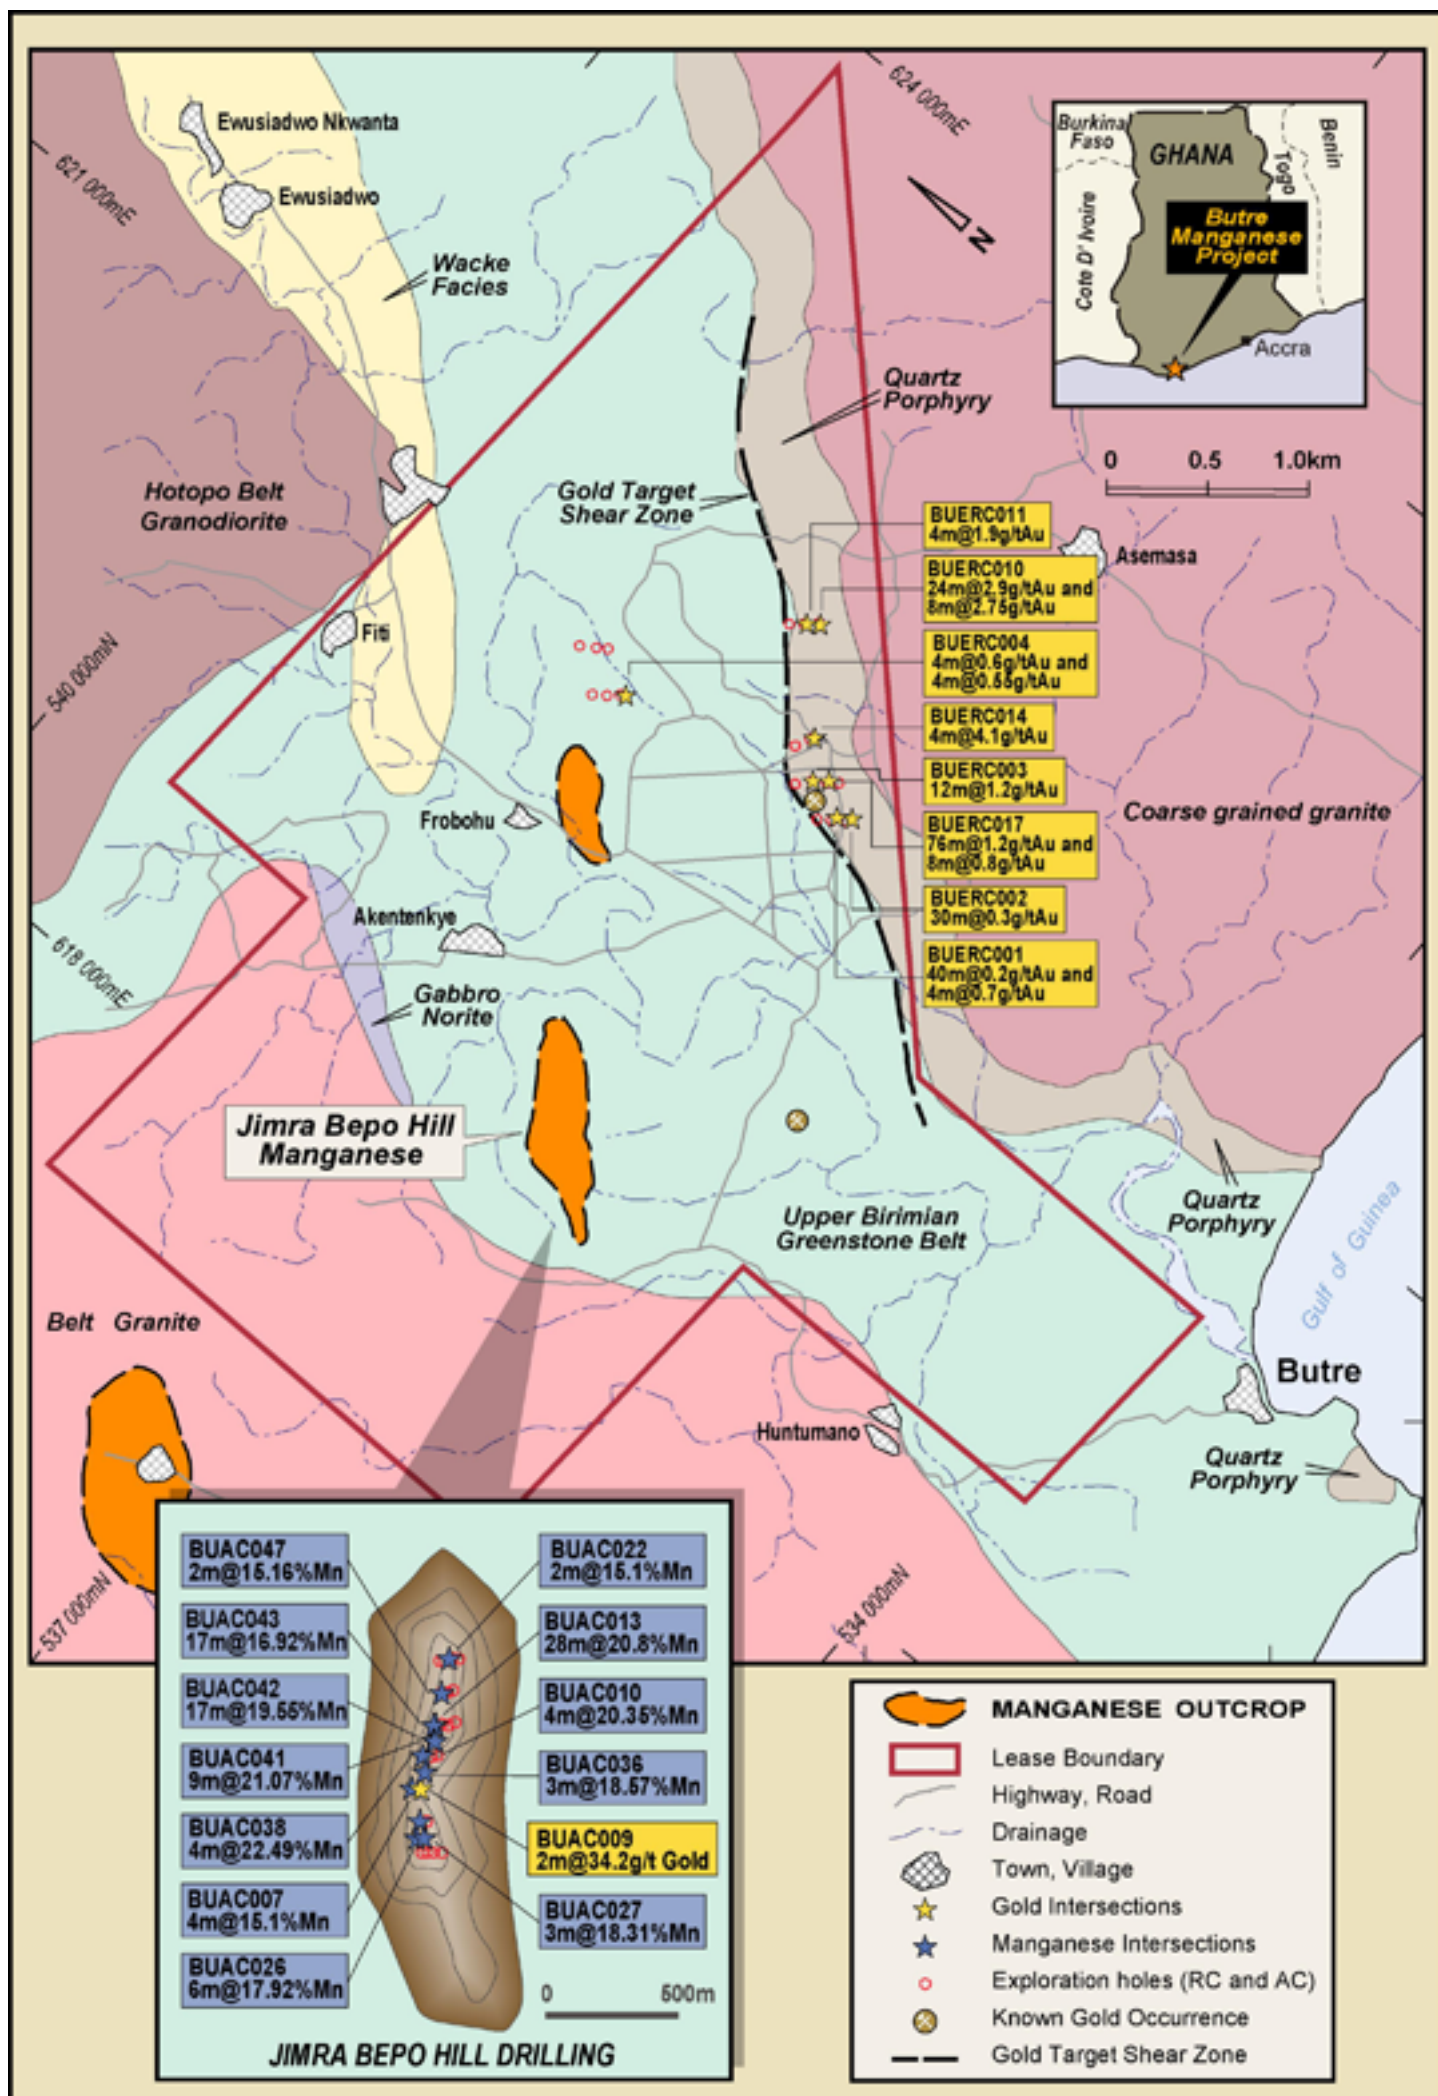 624 000mE
Ewusiadwo Nkwanta
621 000mE
Ewusiadwo
Wacke
Facies
N
Burkina
Faso
GHANA
Togo
Benin
Cote D' Ivoire
Butre
Manganese
Project
Accra
Quartz
Porphyry
0 0.5 1.0km
Hotopo Belt
Granodiorite
Gold Target
Shear Zone
BUERC011
4m@1.9g/tAu
Asemasa
BUERC010
24m@2.9g/tAu and
8m@2.75g/tAu
Fiti
BUERC004
4m@0.6g/tAu and
4m@0.55g/tAu
540 000mN
BUERC014
4m@4.1g/tAu
BUERC003
12m@1.2g/tAu
Frobohu
Coarse grained granite
BUERC017
76m@1.2g/tAu and
8m@0.8g/tAu
BUERC002
30m@0.3g/tAu
Akentenkye
618 000mE
BUERC001
40m@0.2g/tAu and
4m@0.7g/tAu
Gabbro
Norite
Jimra Bepo Hill
Manganese
Quartz
Porphyry
Upper Birimian
Greenstone Belt
Gulf of Guinea
Belt Granite
Butre
Huntumano
Quartz
Porphyry
537 000mN
534 000mN
BUAC047
2m@15.16%Mn
BUAC022
2m@15.1%Mn
BUAC043
17m@16.92%Mn
BUAC013
28m@20.8%Mn
BUAC042
17m@19.55%Mn
BUAC010
4m@20.35%Mn
BUAC041
9m@21.07%Mn
BUAC036
3m@18.57%Mn
BUAC038
4m@22.49%Mn
BUAC009
2m@34.2g/t Gold
BUAC007
4m@15.1%Mn
BUAC027
3m@18.31%Mn
BUAC026
6m@17.92%Mn
0 500m
JIMRA BEPO HILL DRILLING
MANGANESE OUTCROP
Lease Boundary
Highway, Road
Drainage
Town, Village
Gold Intersections
Manganese Intersections
Exploration holes (RC and AC)
Known Gold Occurrence
Gold Target Shear Zone